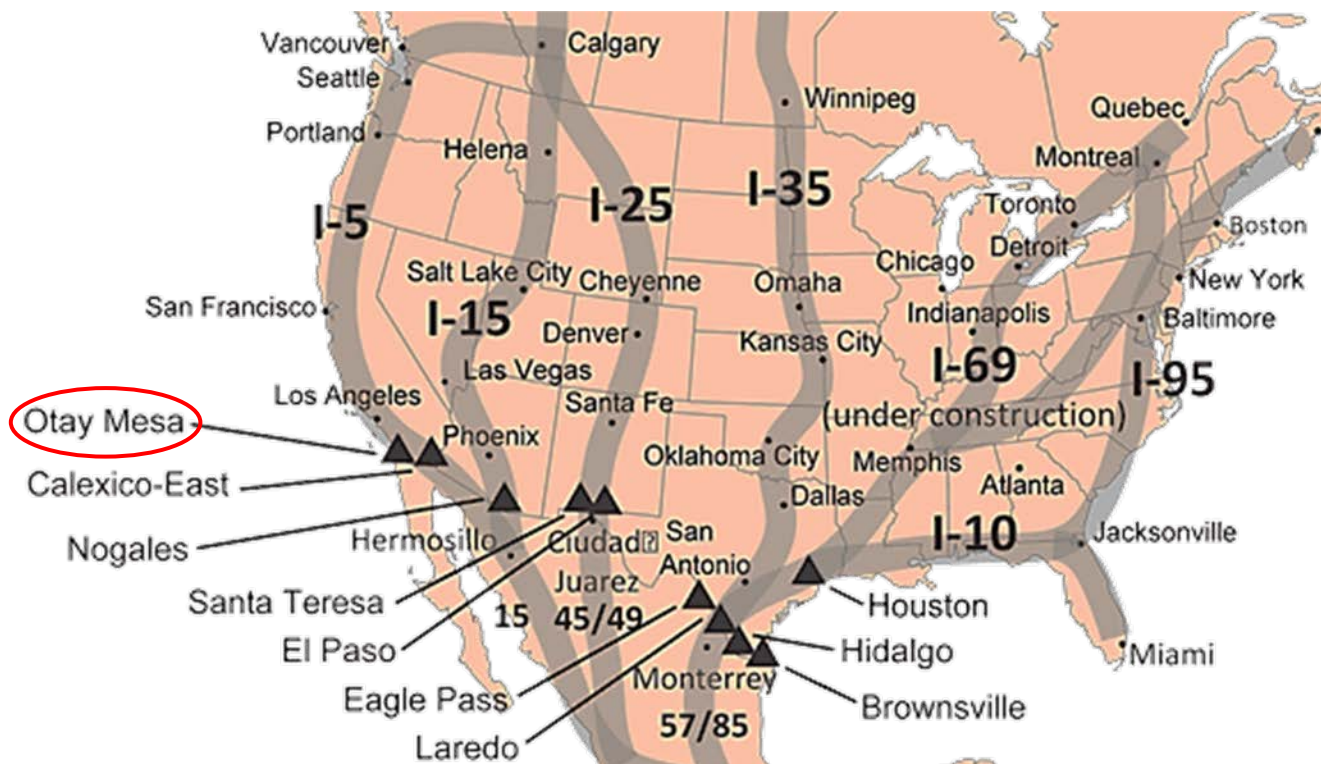 Vancouver
Calgary
Seattle
Winnipeg
Quebec
Portland
Helena
Montreal
I-5
I-25
I-35
Toronto
Boston
Detroit
Chicago
Salt Lake City
Cheyenne
Omaha
New York
San Francisco
I-15
Denver
Indianapolis
Baltimore
Kansas City
I-69
I-95
Las Vegas
Los Angeles
Santa Fe
(under construction)
Otay Mesa
Phoenix
Oklahoma City
Memphis
Calexico-East
Dallas
Atlanta
Nogales
Hermosillo
Ciudad
San
Antonio
I-10
Jacksonville
Juarez
Santa Teresa
15
45/49
Houston
El Paso
Hidalgo
Miami
Eagle Pass
Monterrey
Brownsville
57/85
Laredo